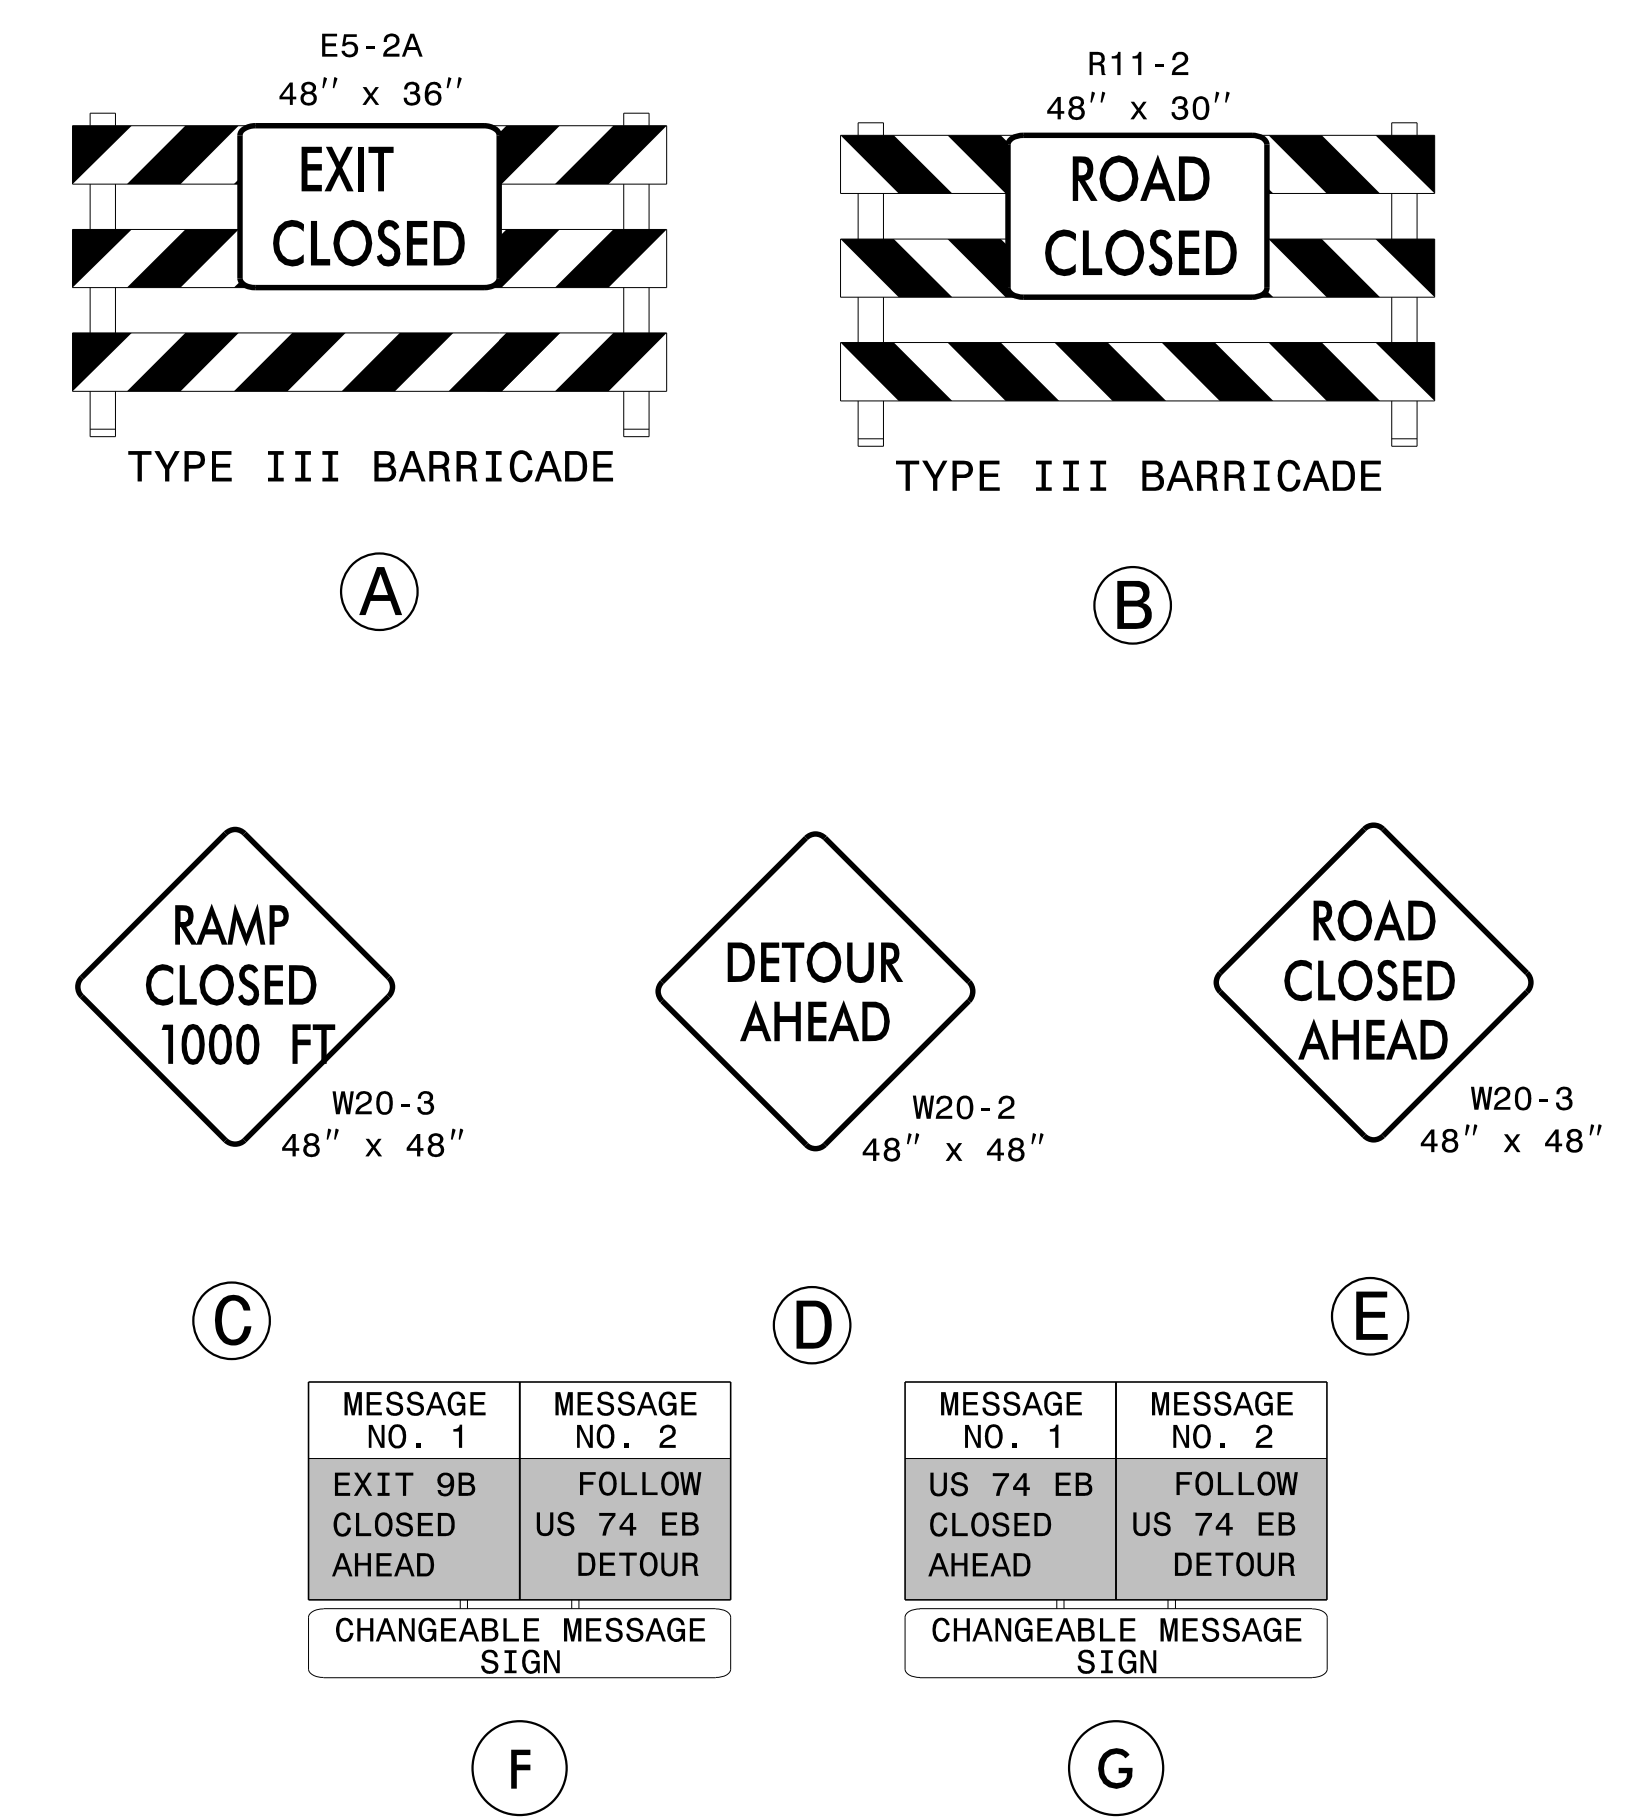 E5-2A
48" x 36"
EXIT
CLOSED
TYPE III BARRICADE
A
R11-2
48" x 30"
ROAD
CLOSED
TYPE III BARRICADE
B
RAMP
CLOSED
1000 FT
W20-3
48" x 48"
C
DETOUR
AHEAD
W20-2
48" x 48"
D
ROAD
CLOSED
AHEAD
W20-3
48" x 48"
E
MESSAGE
NO. 1
EXIT 9B
CLOSED
AHEAD
MESSAGE
NO. 2
FOLLOW
US 74 EB
DETOUR
CHANGEABLE MESSAGE
SIGN
F
MESSAGE
NO. 1
US 74 EB
CLOSED
AHEAD
MESSAGE
NO. 2
FOLLOW
US 74 EB
DETOUR
CHANGEABLE MESSAGE
SIGN
G